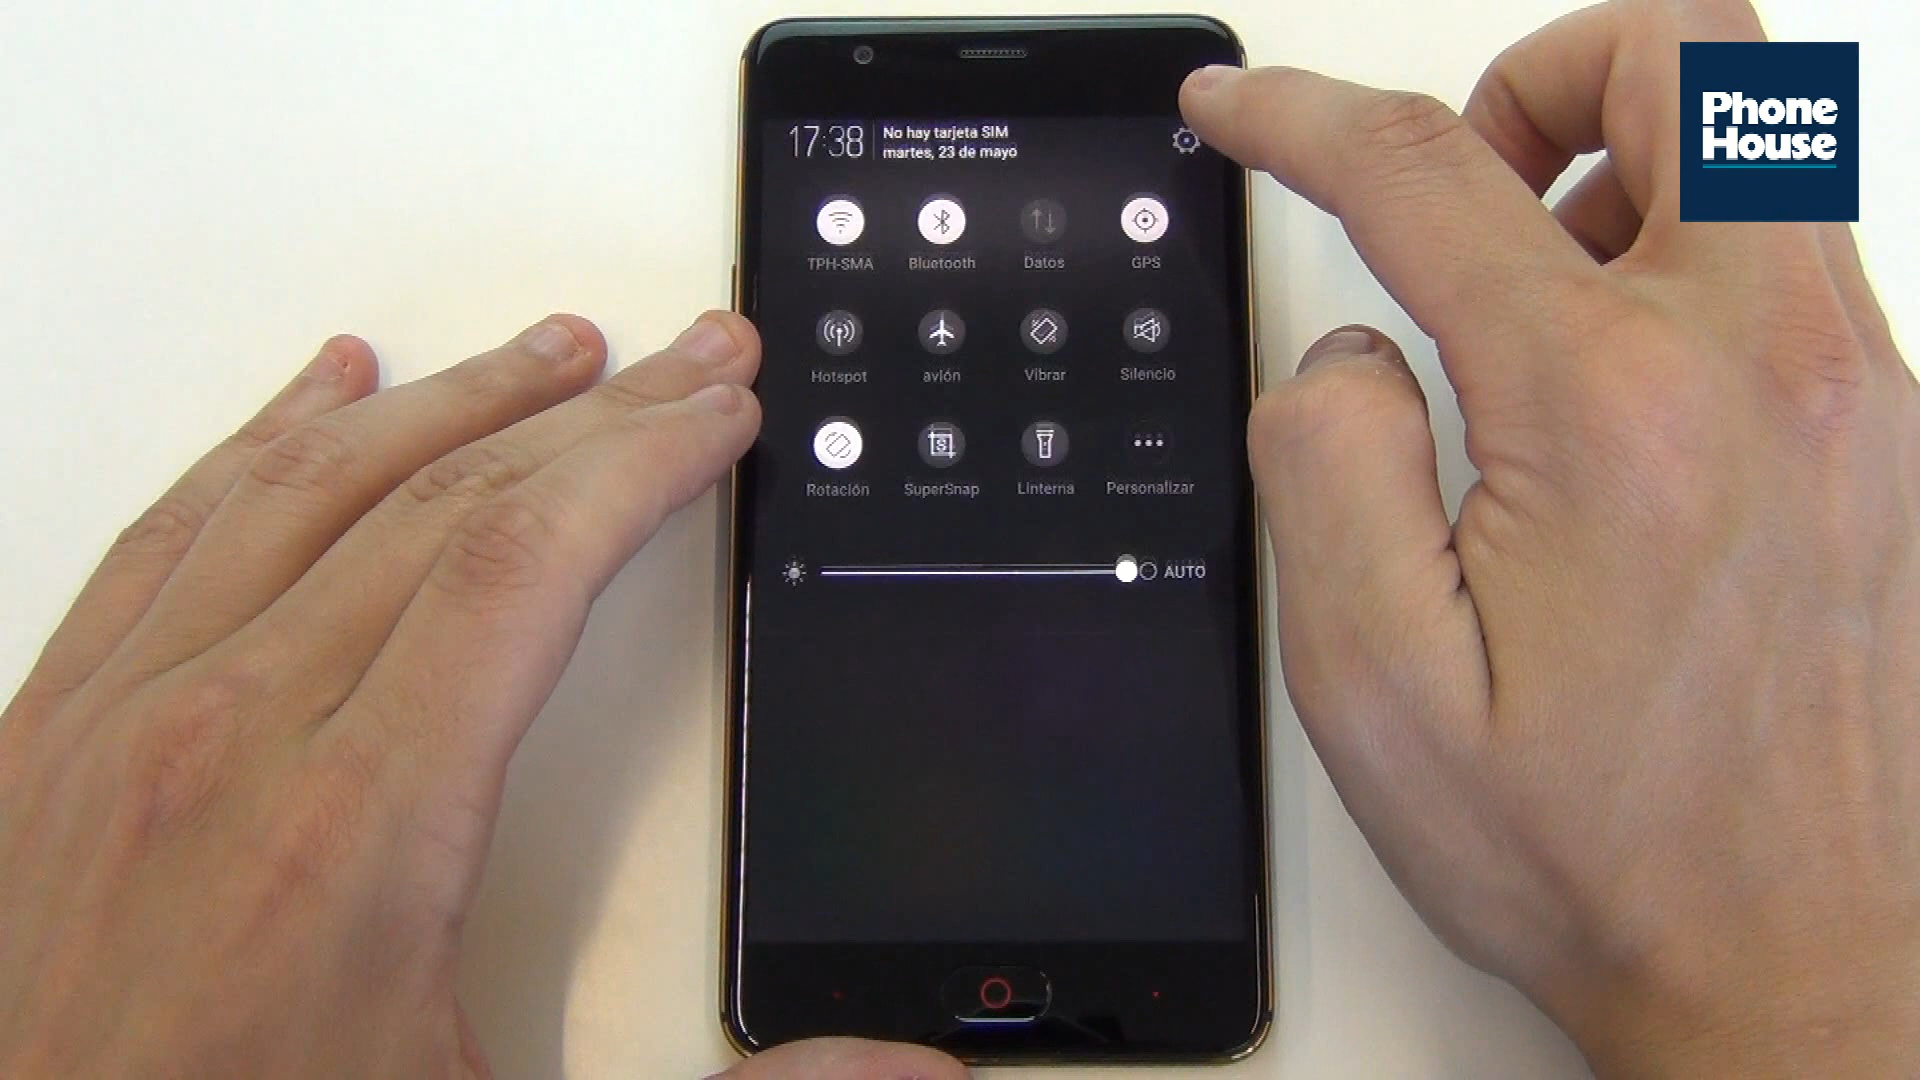 Phone
House
17:38
No hay tarjeta SIM
martes, 23 de mayo
TPH-SMA Bluetooth Datos GPS
Hotspot avión Vibrar Silencio
Rotación SuperSnap Linterna Personalizar
AUTO